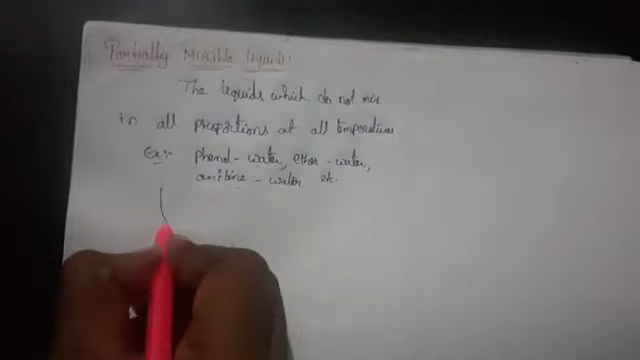 Partially Miscible liquids.
The liquids which do not mix
in all proportions at all temperatures.
Ex:- phenol - water, ether - water,
aniline - water etc.